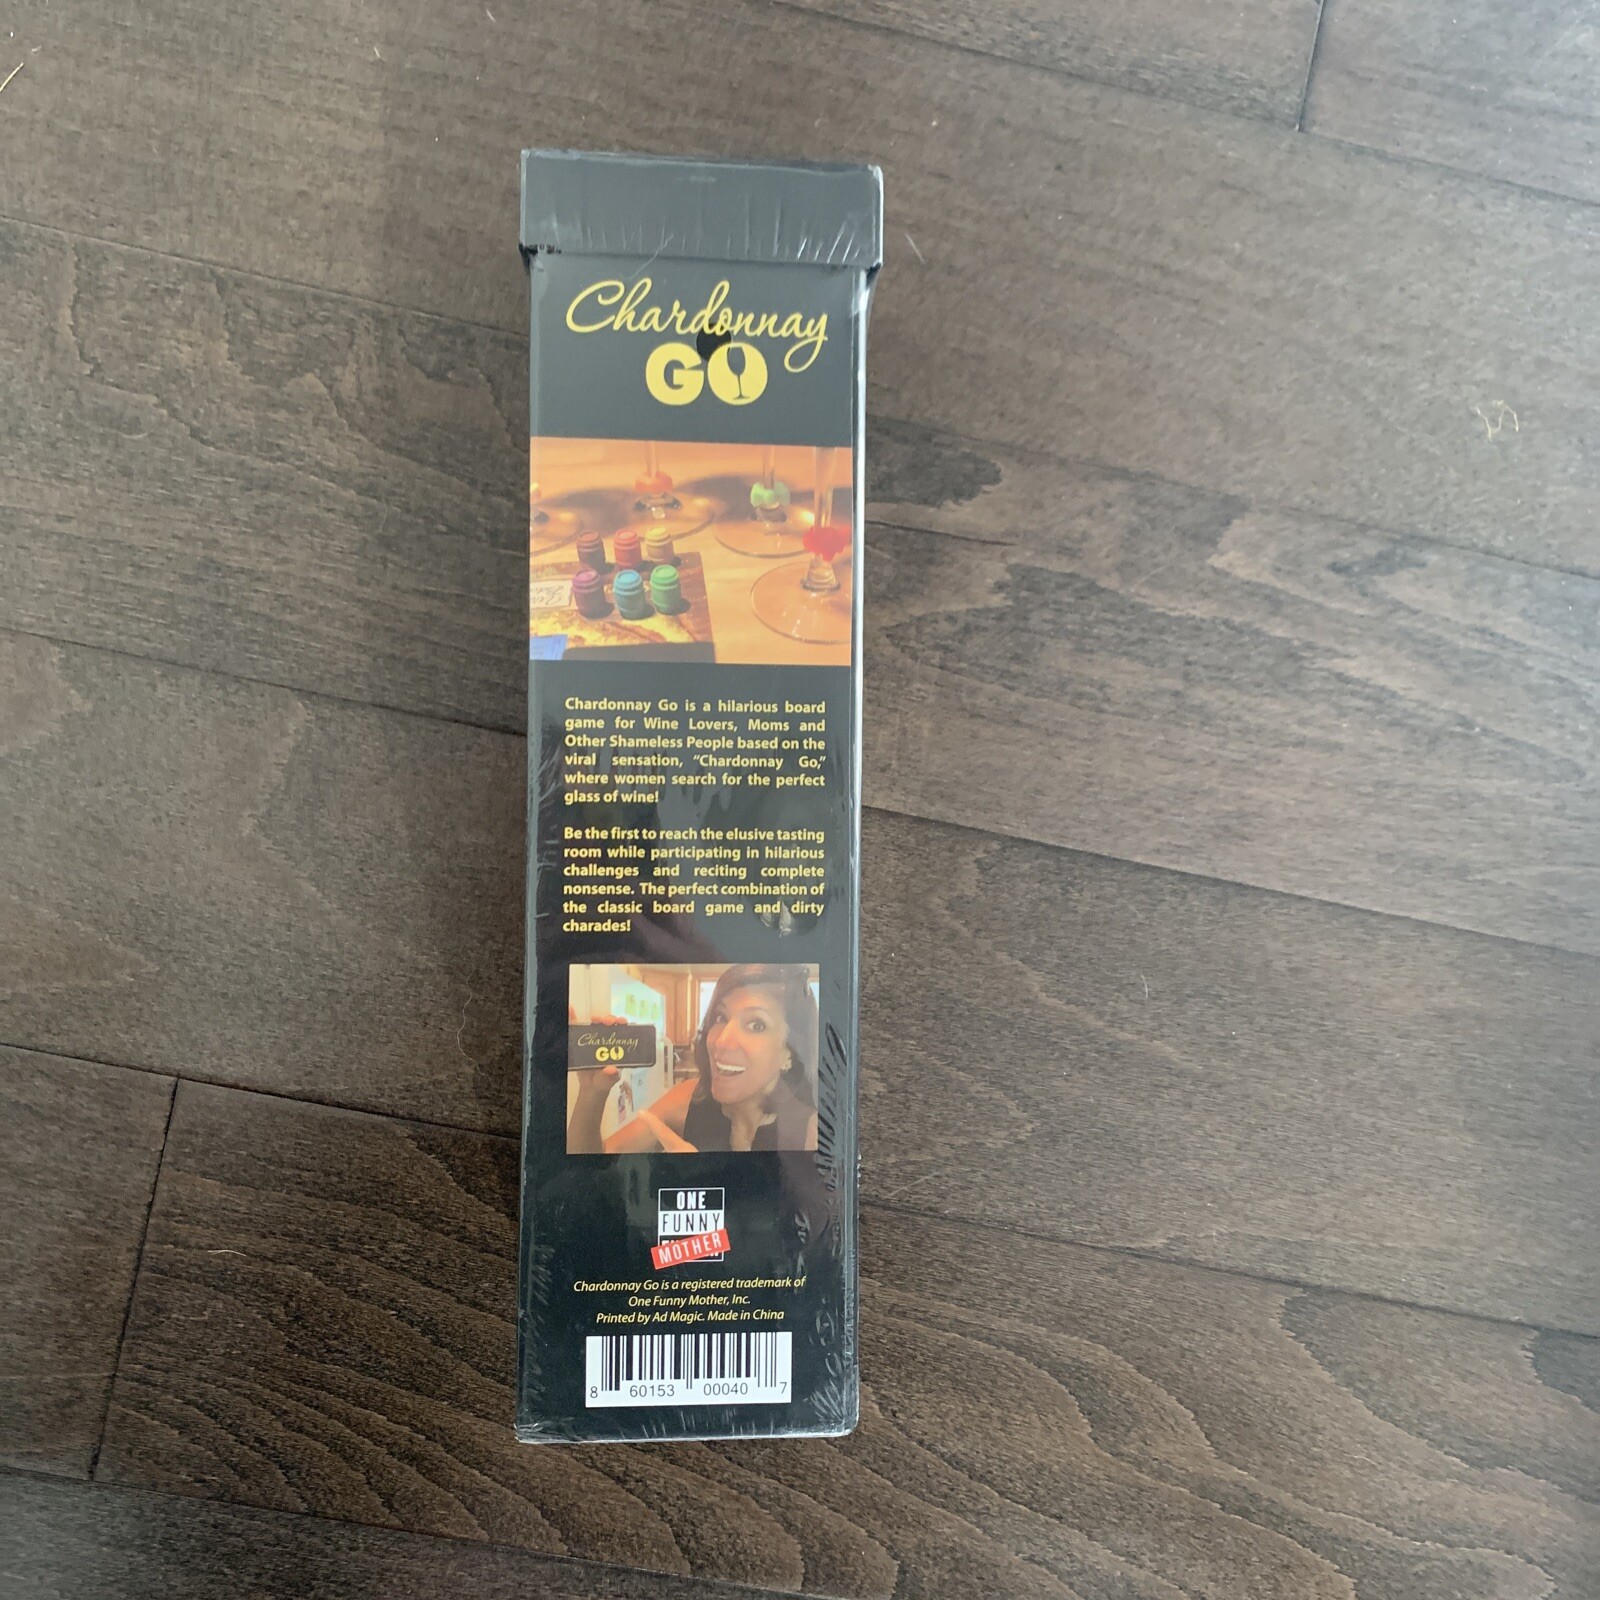 Chardonnay
GO
Chardonnay Go is a hilarious board
game for Wine Lovers, Moms and
Other Shameless People based on the
viral sensation, “Chardonnay Go,”
where women search for the perfect
glass of wine!
Be the first to reach the elusive tasting
room while participating in hilarious
challenges and reciting complete
nonsense. The perfect combination of
the classic board game and dirty
charades!
Chardonnay
GO
ONE
FUNNY
MOTHER
Chardonnay Go is a registered trademark of
One Funny Mother, Inc.
Printed by Ad Magic. Made in China
8 60153 00040 7